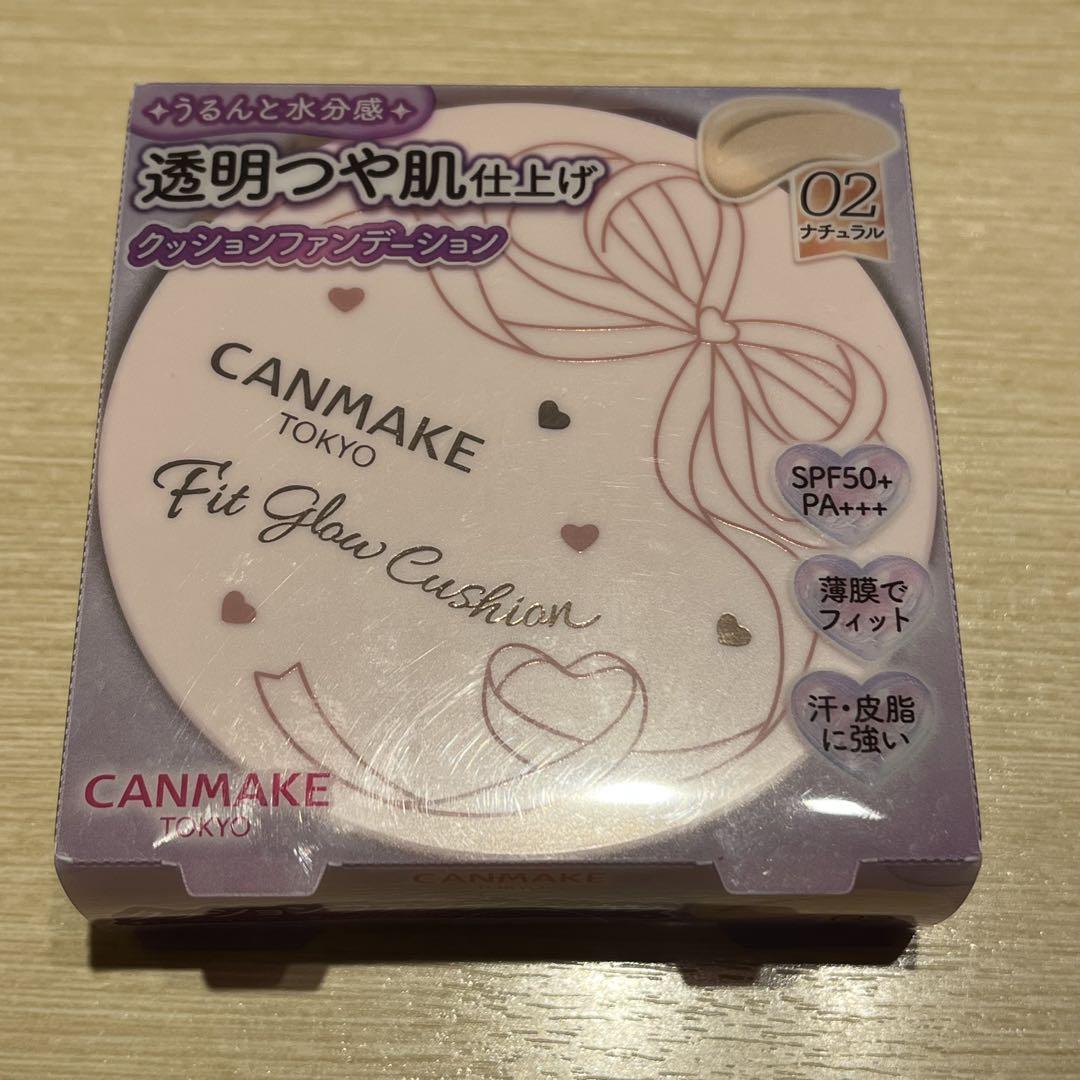 うるんと水分感
透明つや肌仕上げ
クッションファンデーション
02
ナチュラル
CANMAKE
TOKYO
Fit Glow Cushion
SPF50+
PA+++
薄膜で
フィット
汗・皮脂
に強い
CANMAKE
TOKYO
CANMAKE
TOKYO